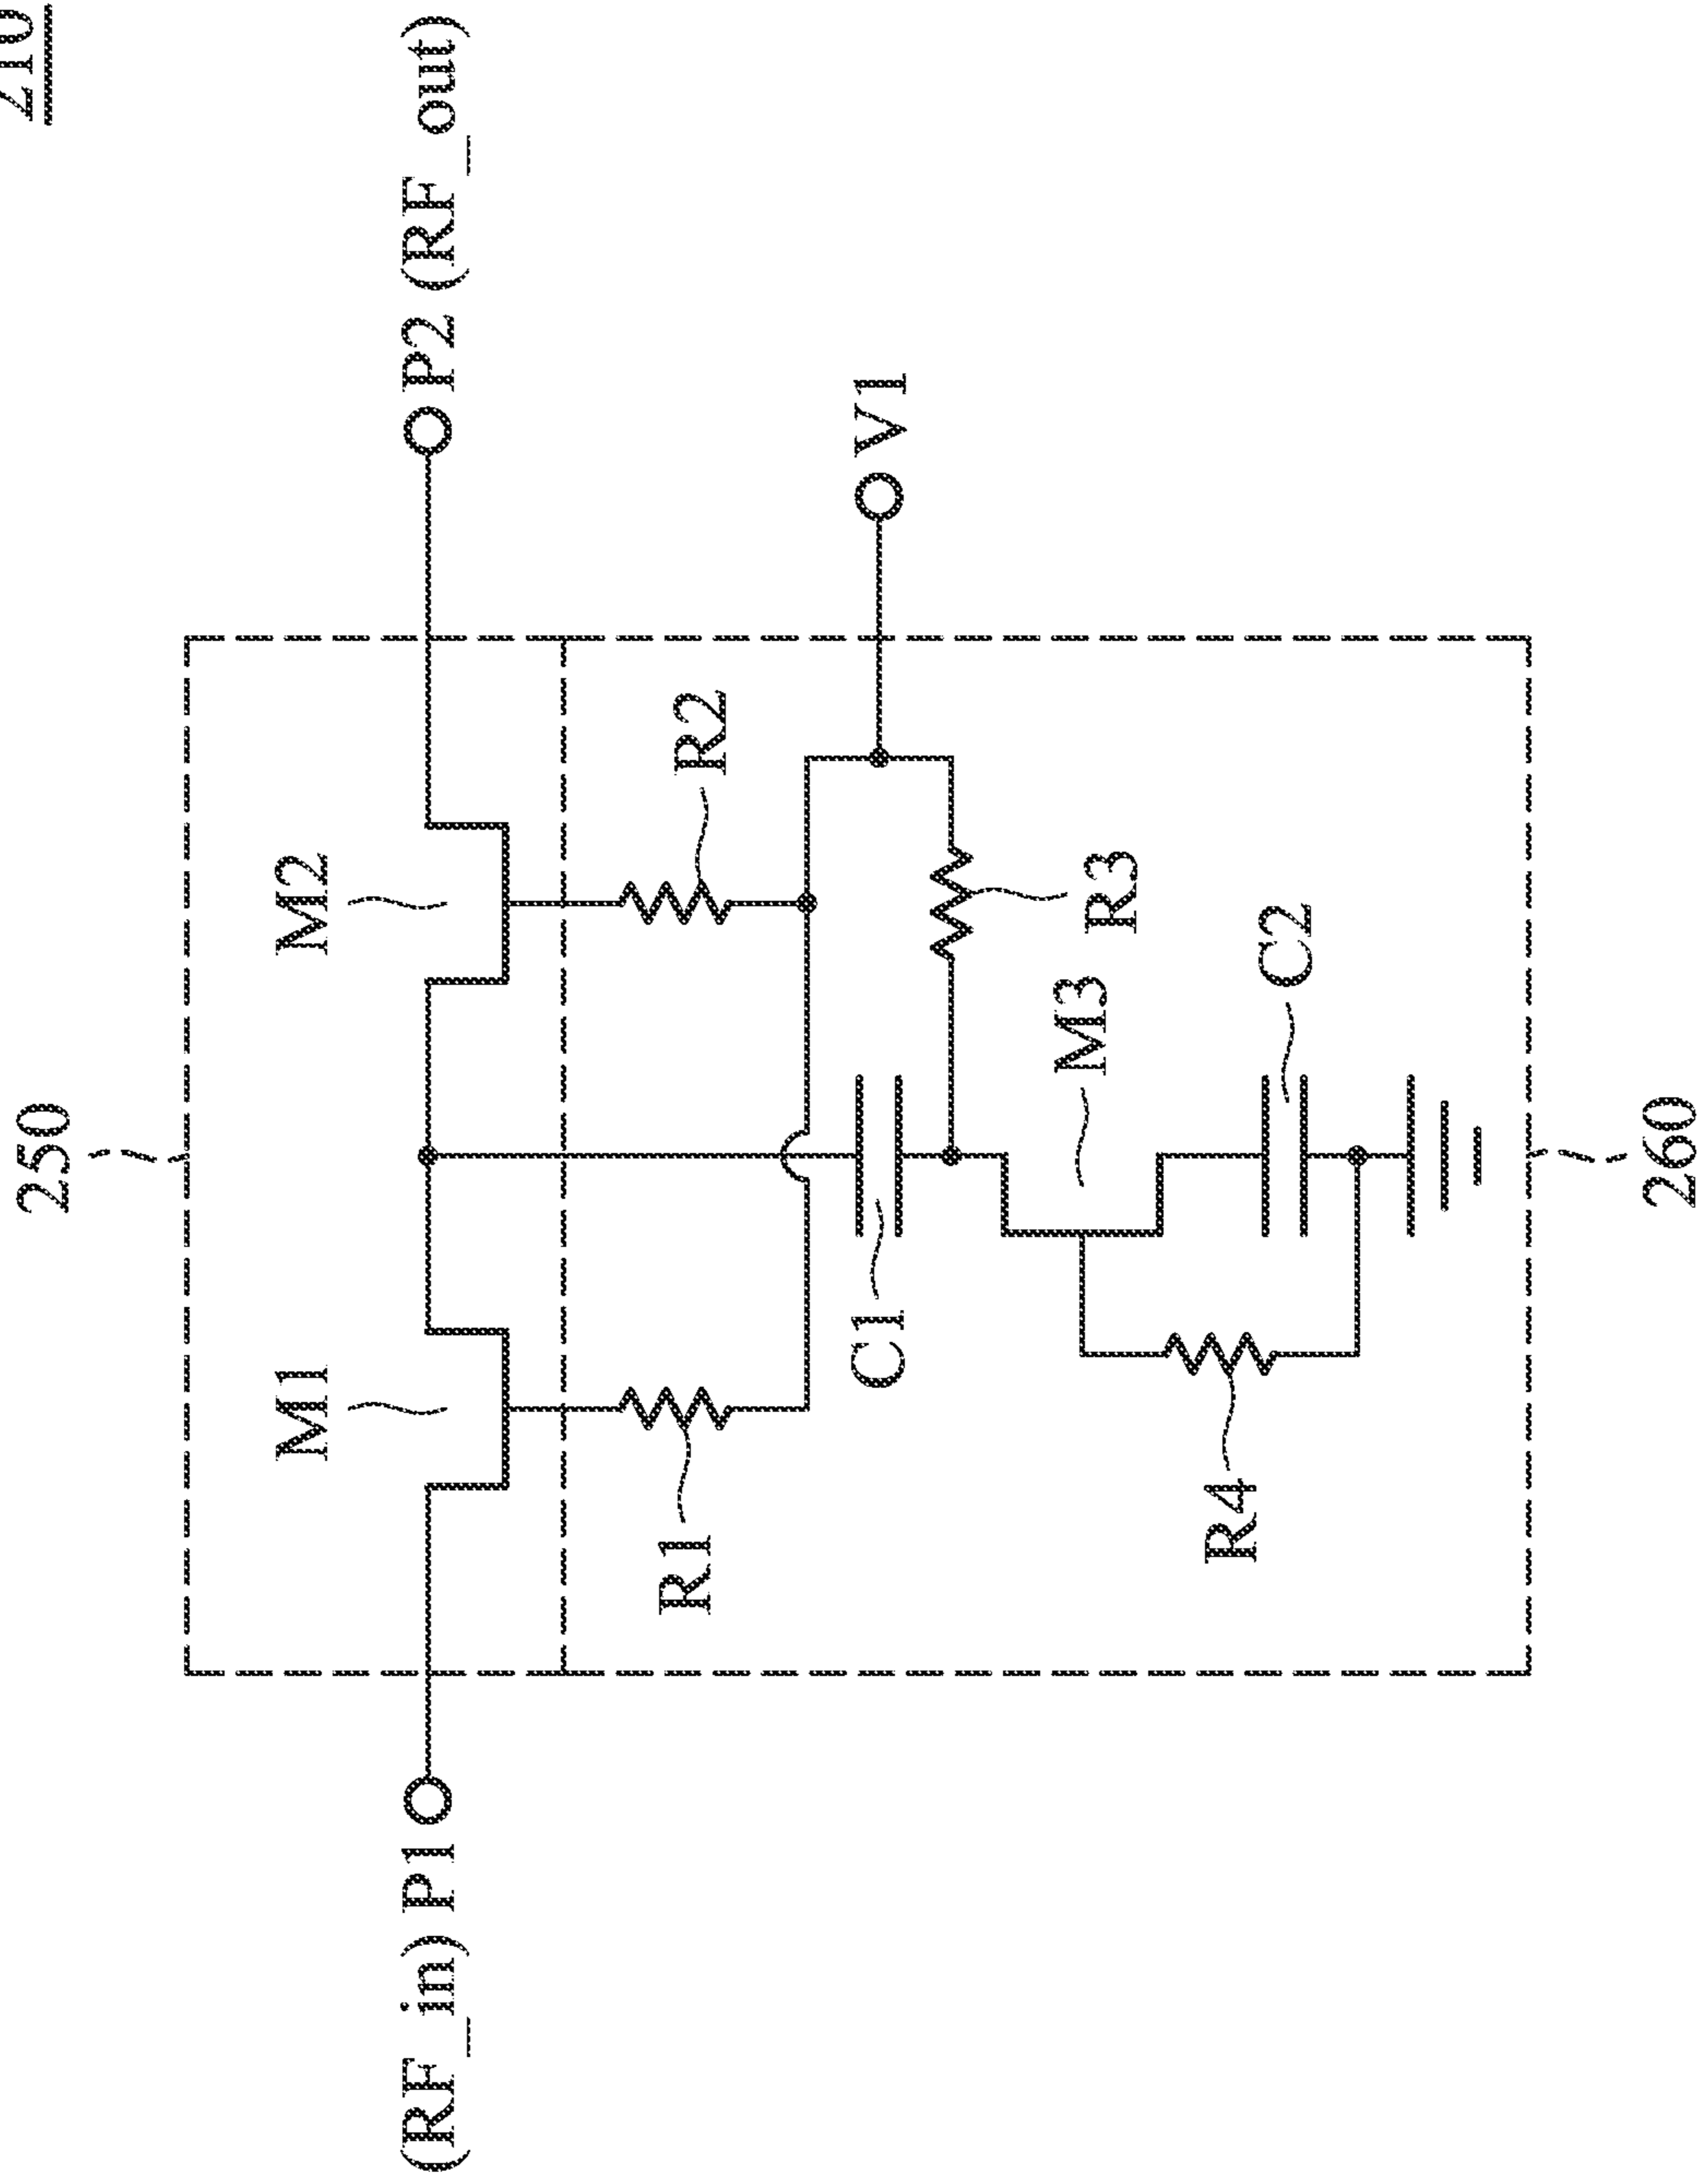 210
250
M1
M2
(RF_in) P1
P2 (RF_out)
R1
R2
C1
V1
M3
R3
R4
C2
260